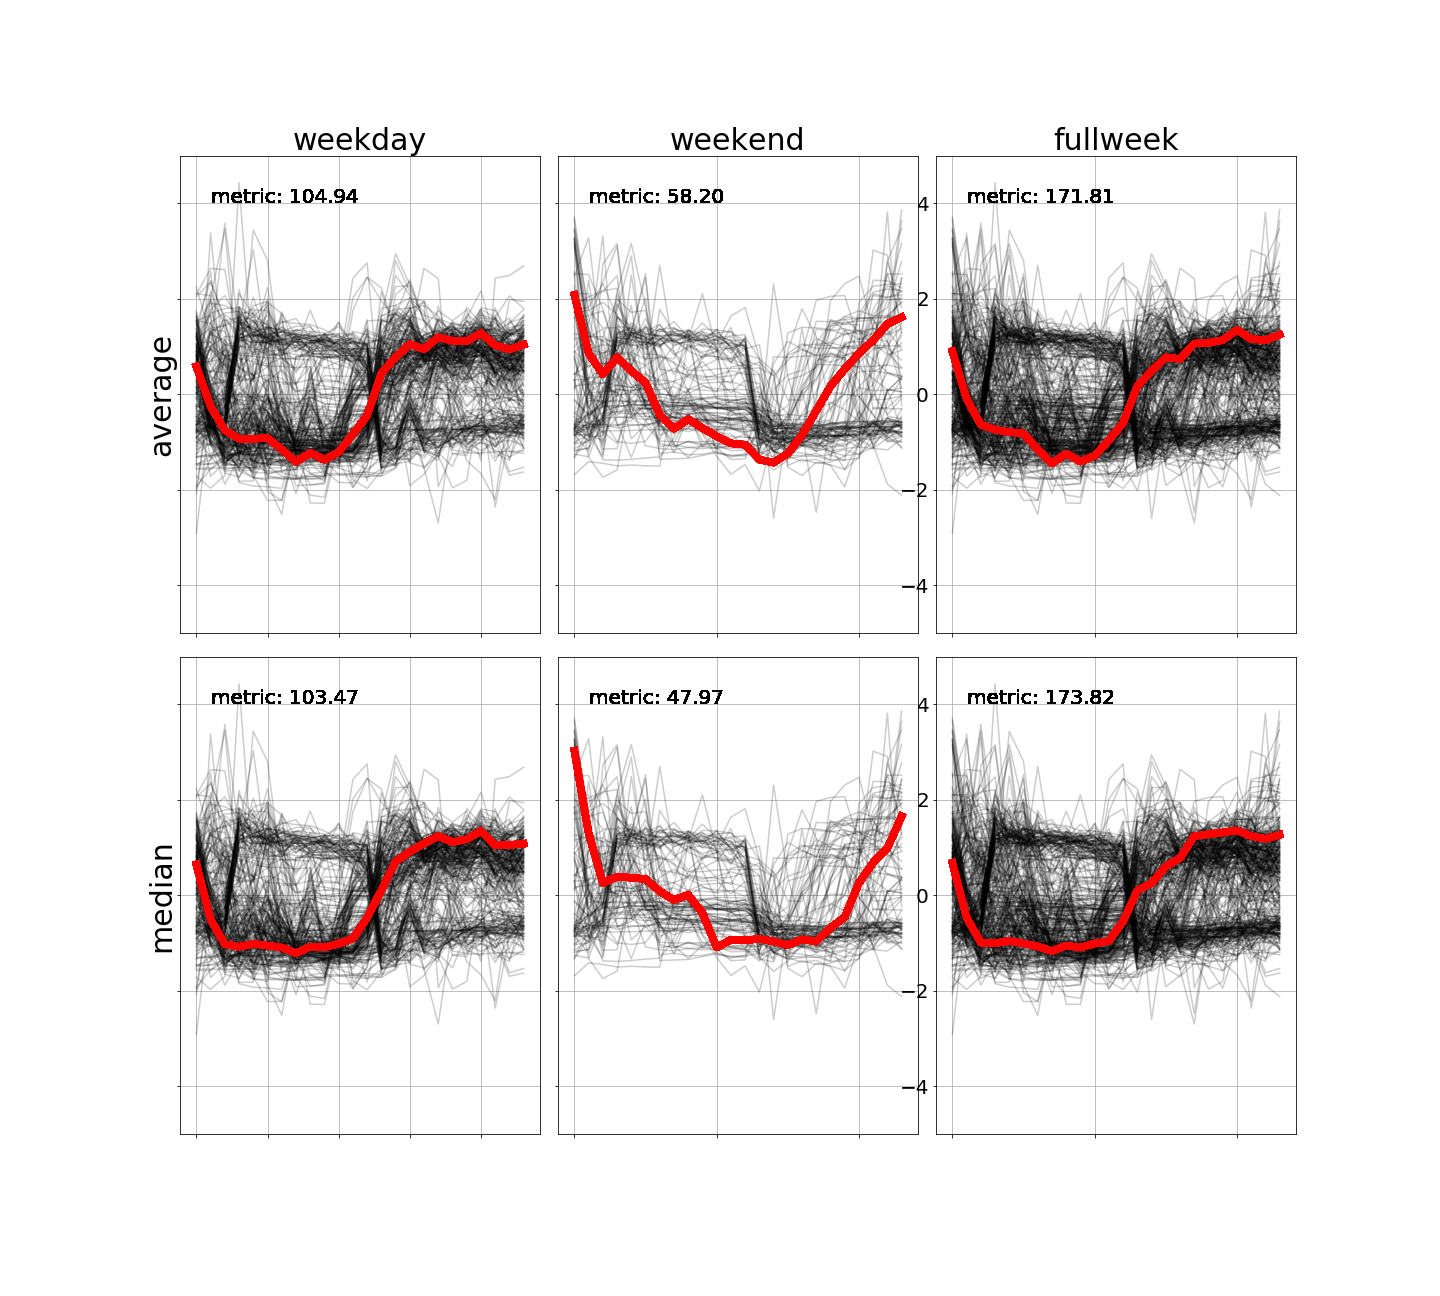 weekday weekend fullweek
average
metric: 104.94
metric: 58.20
metric: 171.81
4
2
0
−2
−4
median
metric: 103.47
metric: 47.97
metric: 173.82
4
2
0
−2
−4